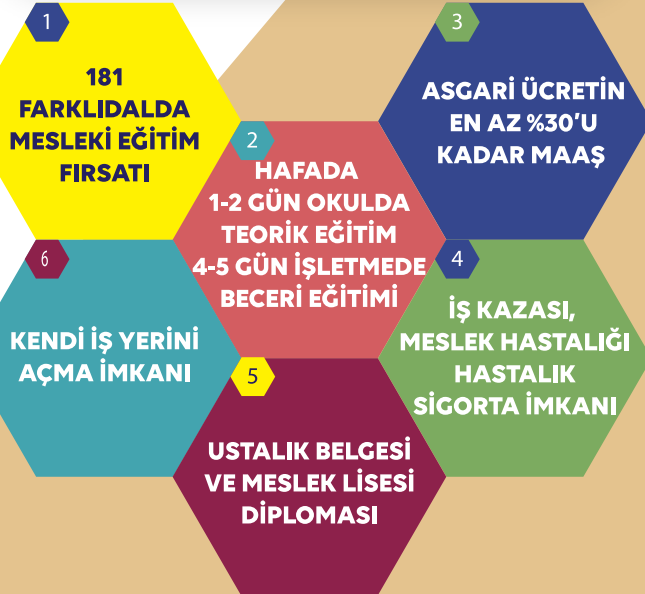 1
181
FARKLIDALDA
MESLEKİ EĞİTİM
FIRSATI
2
HAFADA
1-2 GÜN OKULDA
TEORİK EĞİTİM
4-5 GÜN İŞLETMEDE
BECERİ EĞİTİMİ
3
ASGARİ ÜCRETİN
EN AZ %30'U
KADAR MAAŞ
4
İŞ KAZASI,
MESLEK HASTALIĞI
HASTALIK
SİGORTA İMKANI
5
USTALIK BELGESİ
VE MESLEK LİSESİ
DİPLOMASI
6
KENDİ İŞ YERİNİ
AÇMA İMKANI